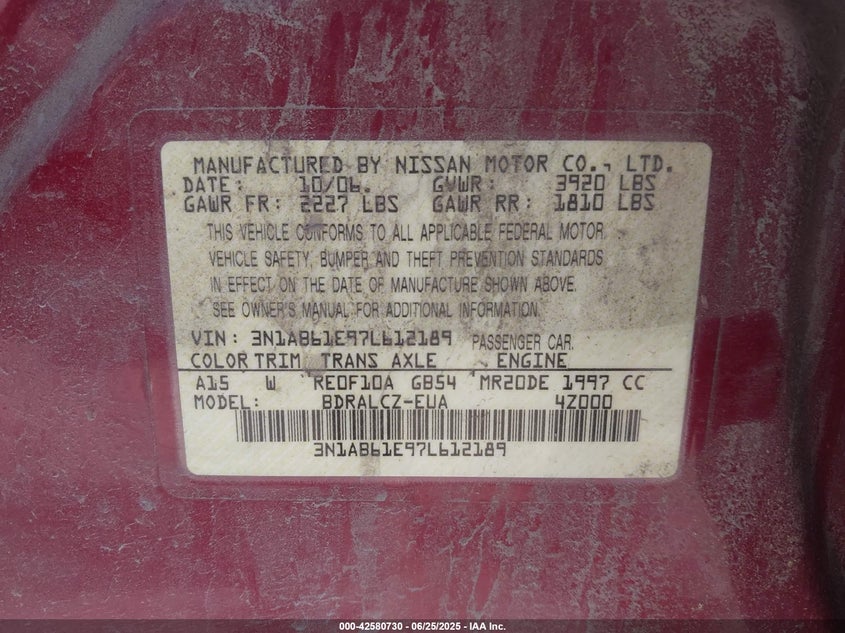 MANUFACTURED BY NISSAN MOTOR CO., LTD.
DATE: 10/06. GVWR: 3920 LBS
GAWR FR: 2227 LBS GAWR RR: 1810 LBS
THIS VEHICLE CONFORMS TO ALL APPLICABLE FEDERAL MOTOR
VEHICLE SAFETY, BUMPER AND THEFT PREVENTION STANDARDS
IN EFFECT ON THE DATE OF MANUFACTURE SHOWN ABOVE.
SEE OWNER'S MANUAL FOR ADDITIONAL INFORMATION.
VIN: 3N1AB61E97L612189 PASSENGER CAR.
COLOR TRIM TRANS AXLE ENGINE
A15 W RE0F10A GB54 MR20DE 1997 CC
MODEL: BDRALCZ-EUA 4Z000
3N1AB61E97L612189
000-42580730 - 06/25/2025 - IAA Inc.